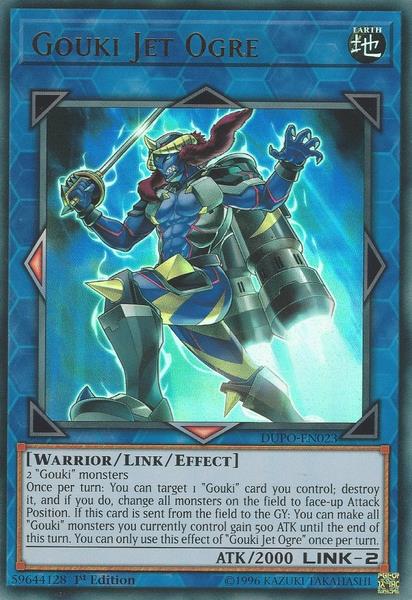 Gouki Jet Ogre
EARTH
地
DUPO-EN023
[Warrior/Link/Effect]
2 "Gouki" monsters
Once per turn: You can target 1 "Gouki" card you control; destroy
it, and if you do, change all monsters on the field to face-up Attack
Position. If this card is sent from the field to the GY: You can make all
"Gouki" monsters you currently control gain 500 ATK until the end of
this turn. You can only use this effect of "Gouki Jet Ogre" once per turn.
ATK/2000 LINK-2
59644128 1st Edition ©1996 KAZUKI TAKAHASHI